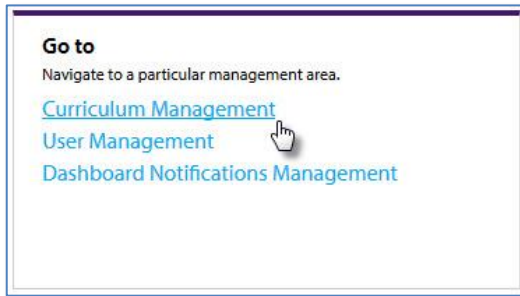 Go to
Navigate to a particular management area.
Curriculum Management
User Management
Dashboard Notifications Management